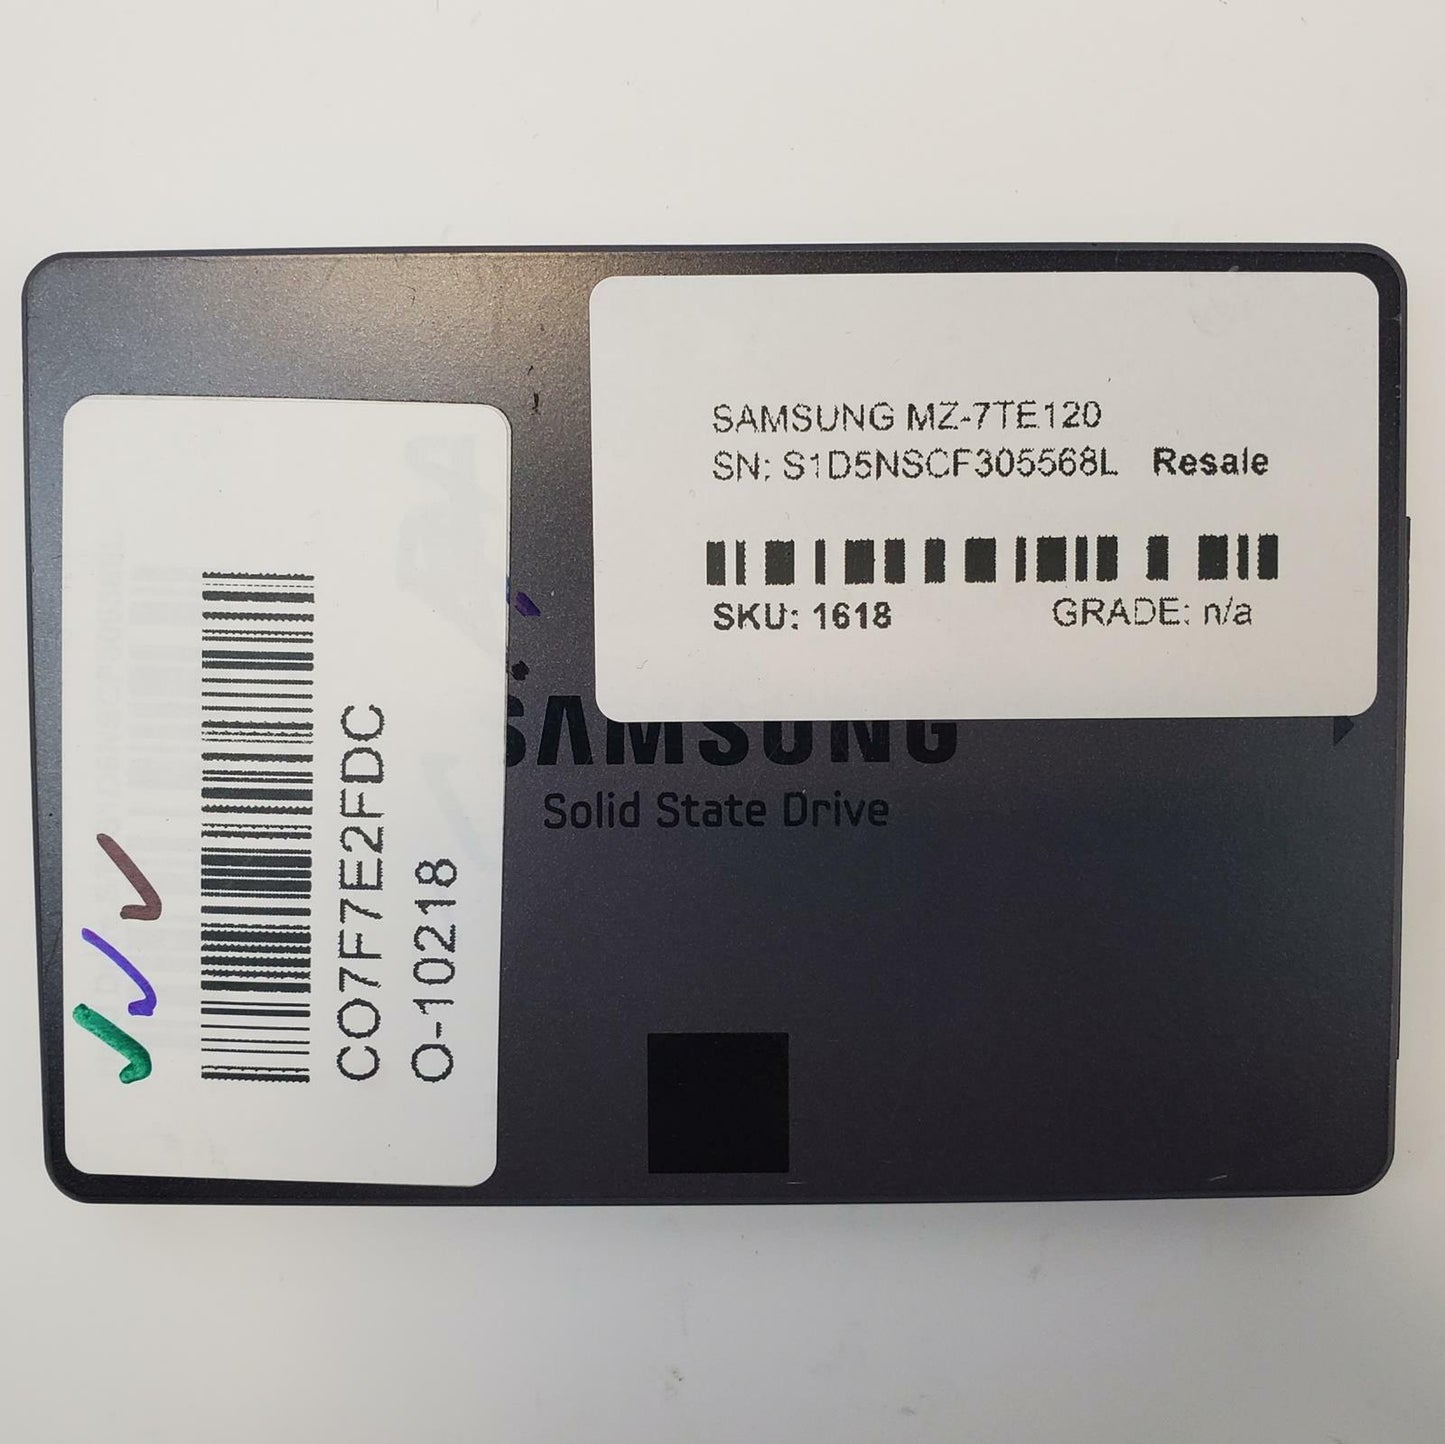 SAMSUNG MZ-7TE120
SN: S1D5NSCF305568L Resale
SKU: 1618 GRADE: n/a
SAMSUNG
Solid State Drive
CO7F7E2FDC
O-10218